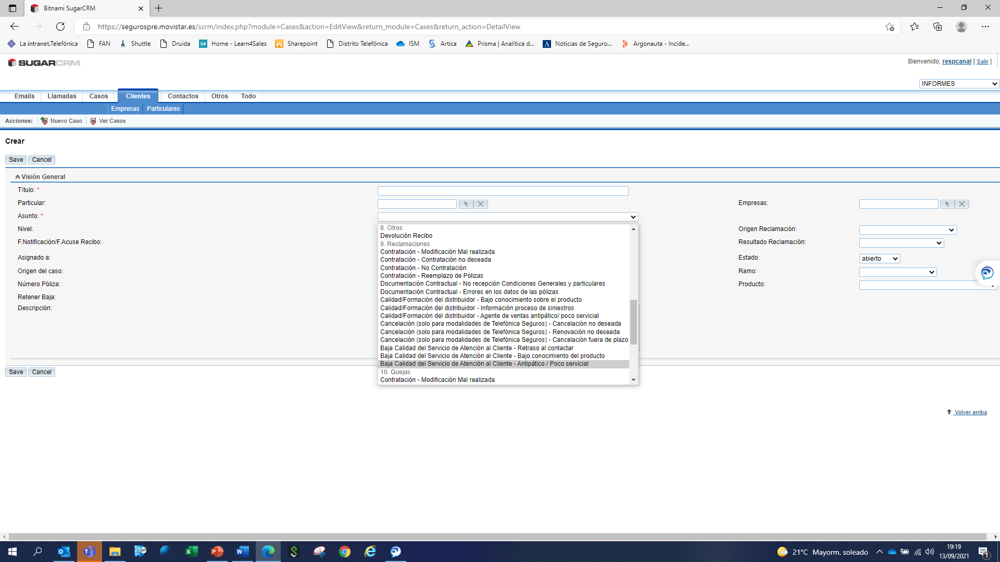 Bitnami SugarCRM
https://segurospre.movistar.es/scrm/index.php?module=Cases&action=EditView&return_module=Cases&return_action=DetailView
La intranet.Telefónica FAN Shuttle Druida Home - Learn4Sales Sharepoint Distrito Telefónica ISM Artica Prisma | Analítica d... Noticias de Seguro... Argonauta - Incide...
SUGARCRM
Bienvenido, respcanal [ Salir ]
INFORMES
Emails Llamadas Casos Clientes Contactos Otros Todo
Empresas Particulares
Acciones: Nuevo Caso Ver Casos
Crear
Save Cancel
Visión General
Título: *
Particular: Empresas:
Asunto: *
Nivel: Origen Reclamación:
F.Notificación/F.Acuse Recibo: Resultado Reclamación:
Asignado a: Estado: abierto
Origen del caso: Ramo:
Número Póliza: Producto:
Retener Baja:
Descripción:
8. Otros
Devolución Recibo
9. Reclamaciones
Contratación - Modificación Mal realizada
Contratación - Contratación no deseada
Contratación - No Contratación
Contratación - Reemplazo de Pólizas
Documentación Contractual - No recepción Condiciones Generales y particulares
Documentación Contractual - Errores en los datos de las pólizas
Calidad/Formación del distribuidor - Bajo conocimiento sobre el producto
Calidad/Formación del distribuidor - Información proceso de siniestros
Calidad/Formación del distribuidor - Agente de ventas antipático/ poco servicial
Cancelación (solo para modalidades de Telefónica Seguros) - Cancelación no deseada
Cancelación (solo para modalidades de Telefónica Seguros) - Renovación no deseada
Cancelación (solo para modalidades de Telefónica Seguros) - Cancelación fuera de plazo
Baja Calidad del Servicio de Atención al Cliente - Retraso al contactar
Baja Calidad del Servicio de Atención al Cliente - Bajo conocimiento del producto
Baja Calidad del Servicio de Atención al Cliente - Antipático / Poco servicial
10. Quejas
Contratación - Modificación Mal realizada
Save Cancel
Volver arriba
21°C Mayorm. soleado
19:19
13/09/2021
1